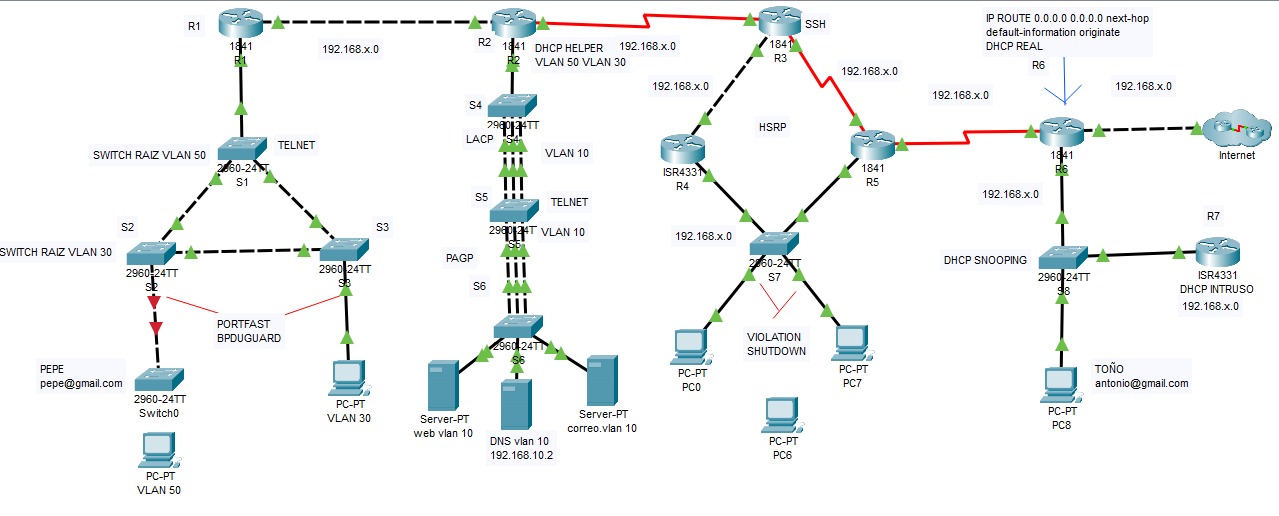 R1
1841
R1
192.168.x.0
R2
1841
R2
DHCP HELPER
VLAN 50 VLAN 30
192.168.x.0
SSH
1841
R3
IP ROUTE 0.0.0.0 0.0.0.0 next-hop
default-information originate
DHCP REAL
R6
192.168.x.0
192.168.x.0
192.168.x.0
192.168.x.0
S4
2960-24TT
S4
LACP
VLAN 10
HSRP
TELNET
SWITCH RAIZ VLAN 50
2960-24TT
S1
ISR4331
R4
1841
R5
1841
R6
Internet
192.168.x.0
S5
TELNET
2960-24TT
S5
VLAN 10
S2
S3
SWITCH RAIZ VLAN 30
2960-24TT
S2
2960-24TT
S3
PAGP
S6
192.168.x.0
2960-24TT
S7
R7
DHCP SNOOPING
2960-24TT
S8
ISR4331
DHCP INTRUSO
192.168.x.0
PORTFAST
BPDUGUARD
2960-24TT
S6
VIOLATION
SHUTDOWN
PEPE
pepe@gmail.com
2960-24TT
Switch0
PC-PT
VLAN 30
Server-PT
web vlan 10
DNS vlan 10
192.168.10.2
Server-PT
correo.vlan 10
PC-PT
PC0
PC-PT
PC7
TOÑO
antonio@gmail.com
PC-PT
PC8
PC-PT
VLAN 50
PC-PT
PC6